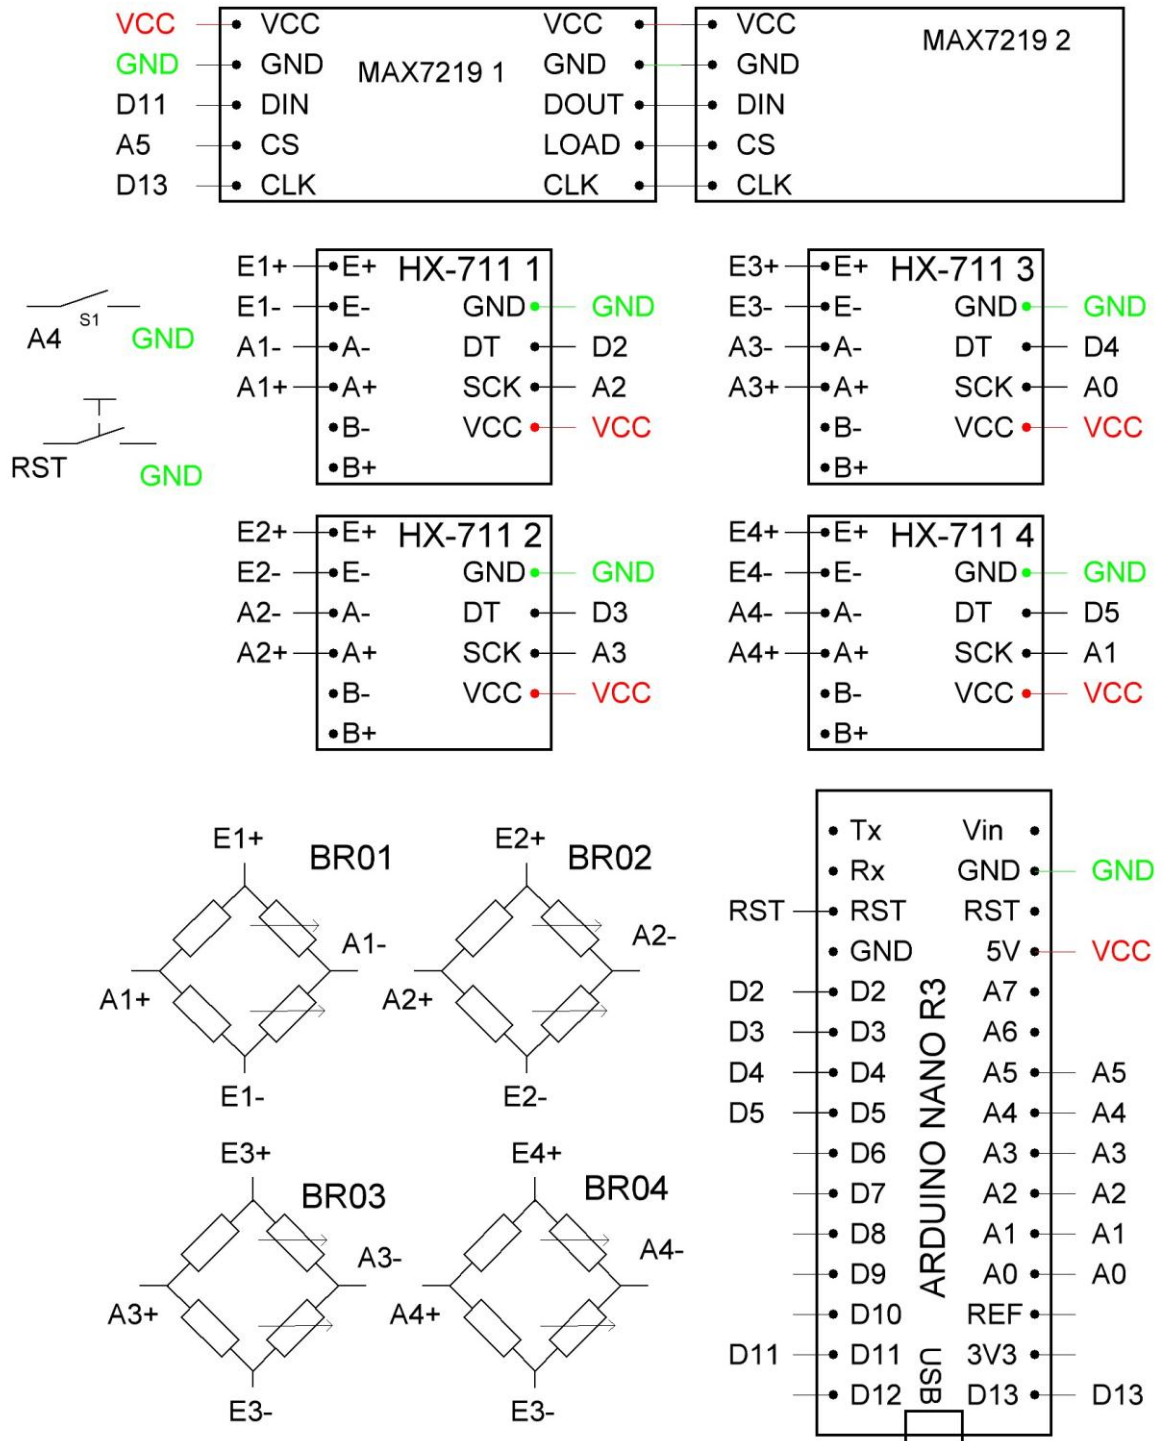 VCC VCC VCC VCC
GND GND MAX7219 1 GND GND MAX7219 2
D11 DIN DOUT DIN
A5 CS LOAD CS
D13 CLK CLK CLK
S1
A4 GND
RST GND
E1+ E+ HX-711 1
E1- E- GND GND
A1- A- DT D2
A1+ A+ SCK A2
B- VCC VCC
B+
E3+ E+ HX-711 3
E3- E- GND GND
A3- A- DT D4
A3+ A+ SCK A0
B- VCC VCC
B+
E2+ E+ HX-711 2
E2- E- GND GND
A2- A- DT D3
A2+ A+ SCK A3
B- VCC VCC
B+
E4+ E+ HX-711 4
E4- E- GND GND
A4- A- DT D5
A4+ A+ SCK A1
B- VCC VCC
B+
E1+ BR01
A1-
A1+
E1-
E2+ BR02
A2-
A2+
E2-
E3+ BR03
A3-
A3+
E3-
E4+ BR04
A4-
A4+
E3-
Tx Vin
Rx GND GND
RST RST RST
GND 5V VCC
D2 D2 A7
D3 D3 A6
D4 D4 A5 A5
D5 D5 A4 A4
D6 A3 A3
D7 A2 A2
D8 A1 A1
D9 A0 A0
D10 REF
D11 D11 3V3
D12 D13 D13
ARDUINO NANO R3
USB